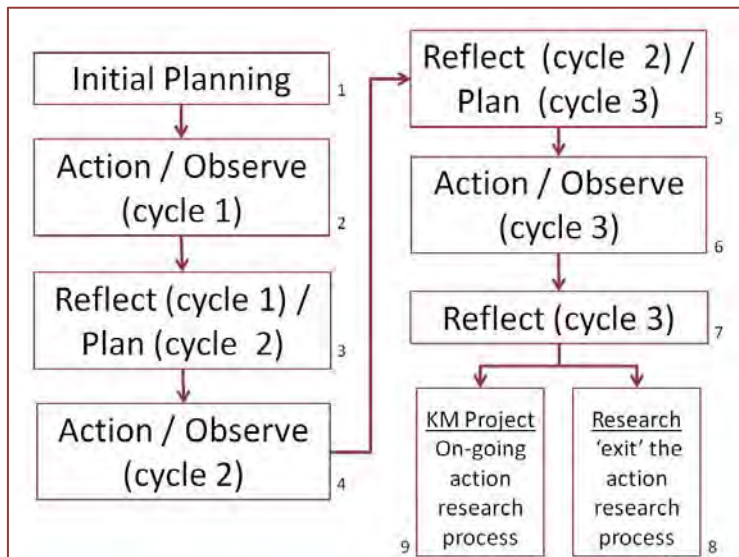 Initial Planning
1
Action / Observe
(cycle 1)
2
Reflect (cycle 1) /
Plan (cycle 2)
3
Action / Observe
(cycle 2)
4
Reflect (cycle 2) /
Plan (cycle 3)
5
Action / Observe
(cycle 3)
6
Reflect (cycle 3)
7
KM Project
On-going
action
research
process
9
Research
‘exit’ the
action
research
process
8